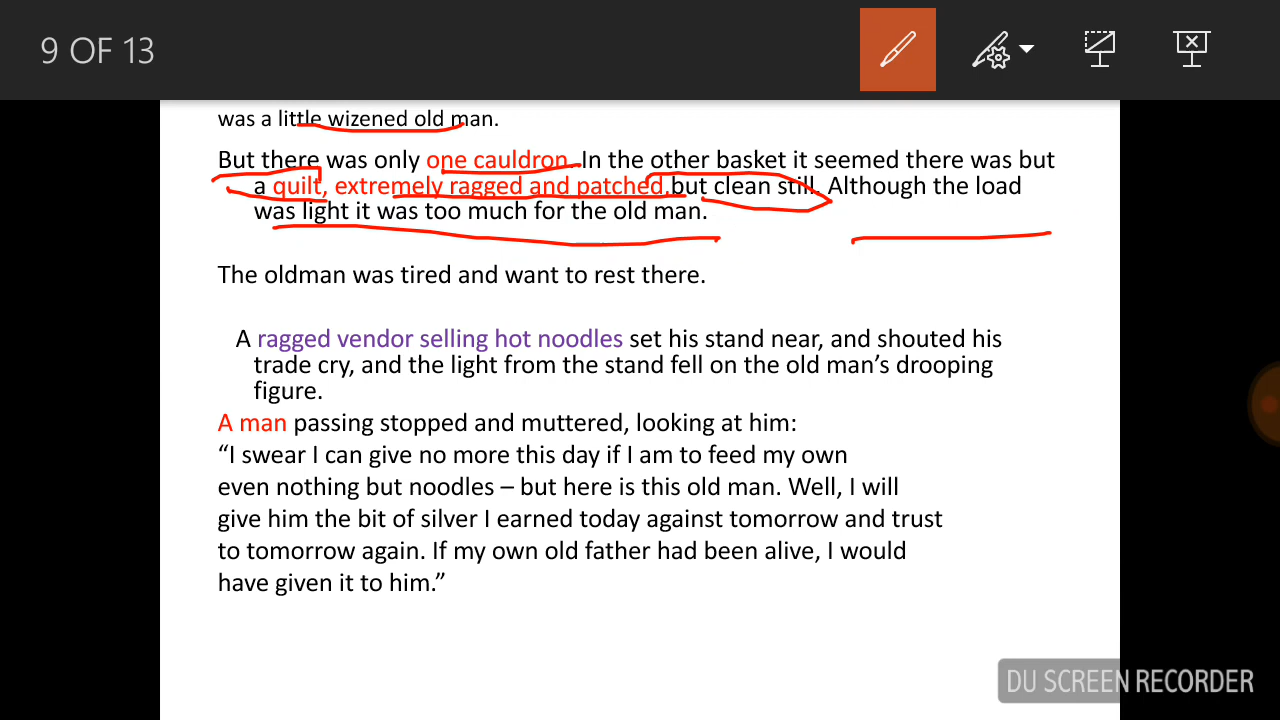 9 OF 13
was a little wizened old man.
But there was only one cauldron. In the other basket it seemed there was but
a quilt, extremely ragged and patched,but clean still. Although the load
was light it was too much for the old man.
The oldman was tired and want to rest there.
A ragged vendor selling hot noodles set his stand near, and shouted his
trade cry, and the light from the stand fell on the old man’s drooping
figure.
A man passing stopped and muttered, looking at him:
“I swear I can give no more this day if I am to feed my own
even nothing but noodles – but here is this old man. Well, I will
give him the bit of silver I earned today against tomorrow and trust
to tomorrow again. If my own old father had been alive, I would
have given it to him.”
DU SCREEN RECORDER